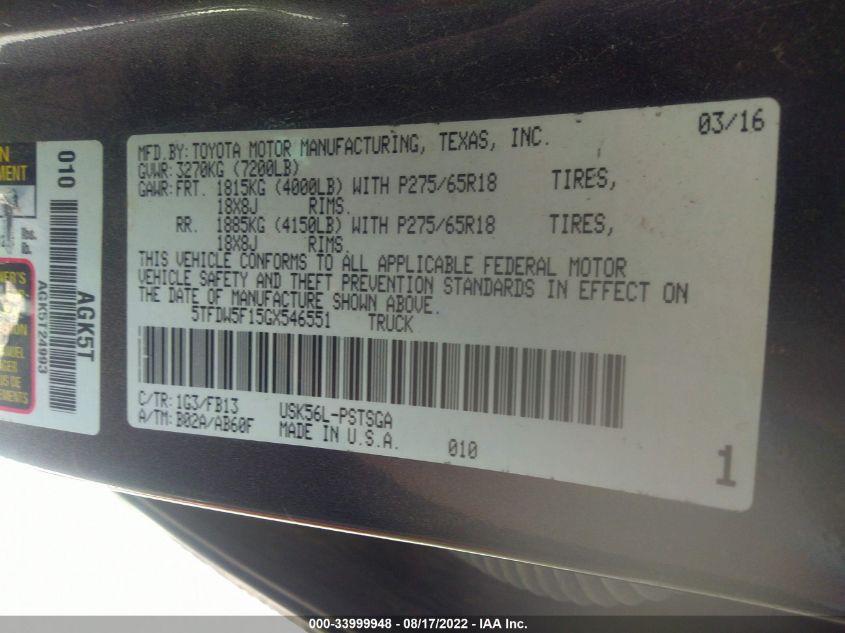 MFD.BY: TOYOTA MOTOR MANUFACTURING, TEXAS, INC. 03/16
GVWR: 3270KG (7200LB)
GAWR: FRT. 1815KG (4000LB) WITH P275/65R18 TIRES,
18X8J RIMS.
RR. 1885KG (4150LB) WITH P275/65R18 TIRES,
18X8J RIMS.
THIS VEHICLE CONFORMS TO ALL APPLICABLE FEDERAL MOTOR
VEHICLE SAFETY AND THEFT PREVENTION STANDARDS IN EFFECT ON
THE DATE OF MANUFACTURE SHOWN ABOVE.
5TFDW5F15GX546551 TRUCK
C/TR: 1G3/FB13 USK56L-PSTSGA
A/TM: B02A/AB60F MADE IN U.S.A. 010
1
010
AGK5T
AGK5T24993
lbs.
lb.
000-33999948 - 08/17/2022 - IAA Inc.